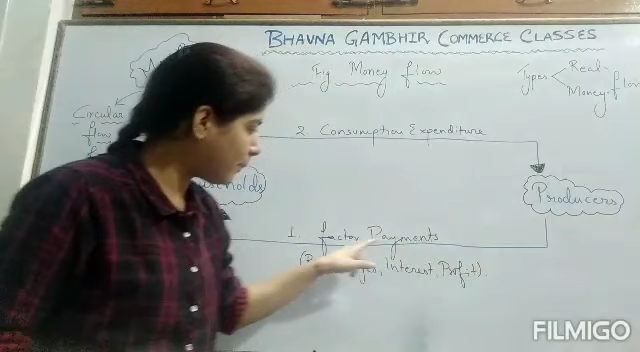 BHAVNA GAMBHIR COMMERCE CLASSES
Fig Money flow
Types Real
Money flow
Circular
flow
2. Consumption Expenditure
Producers
1. factor Payments
Interest, Profit).
FILMIGO